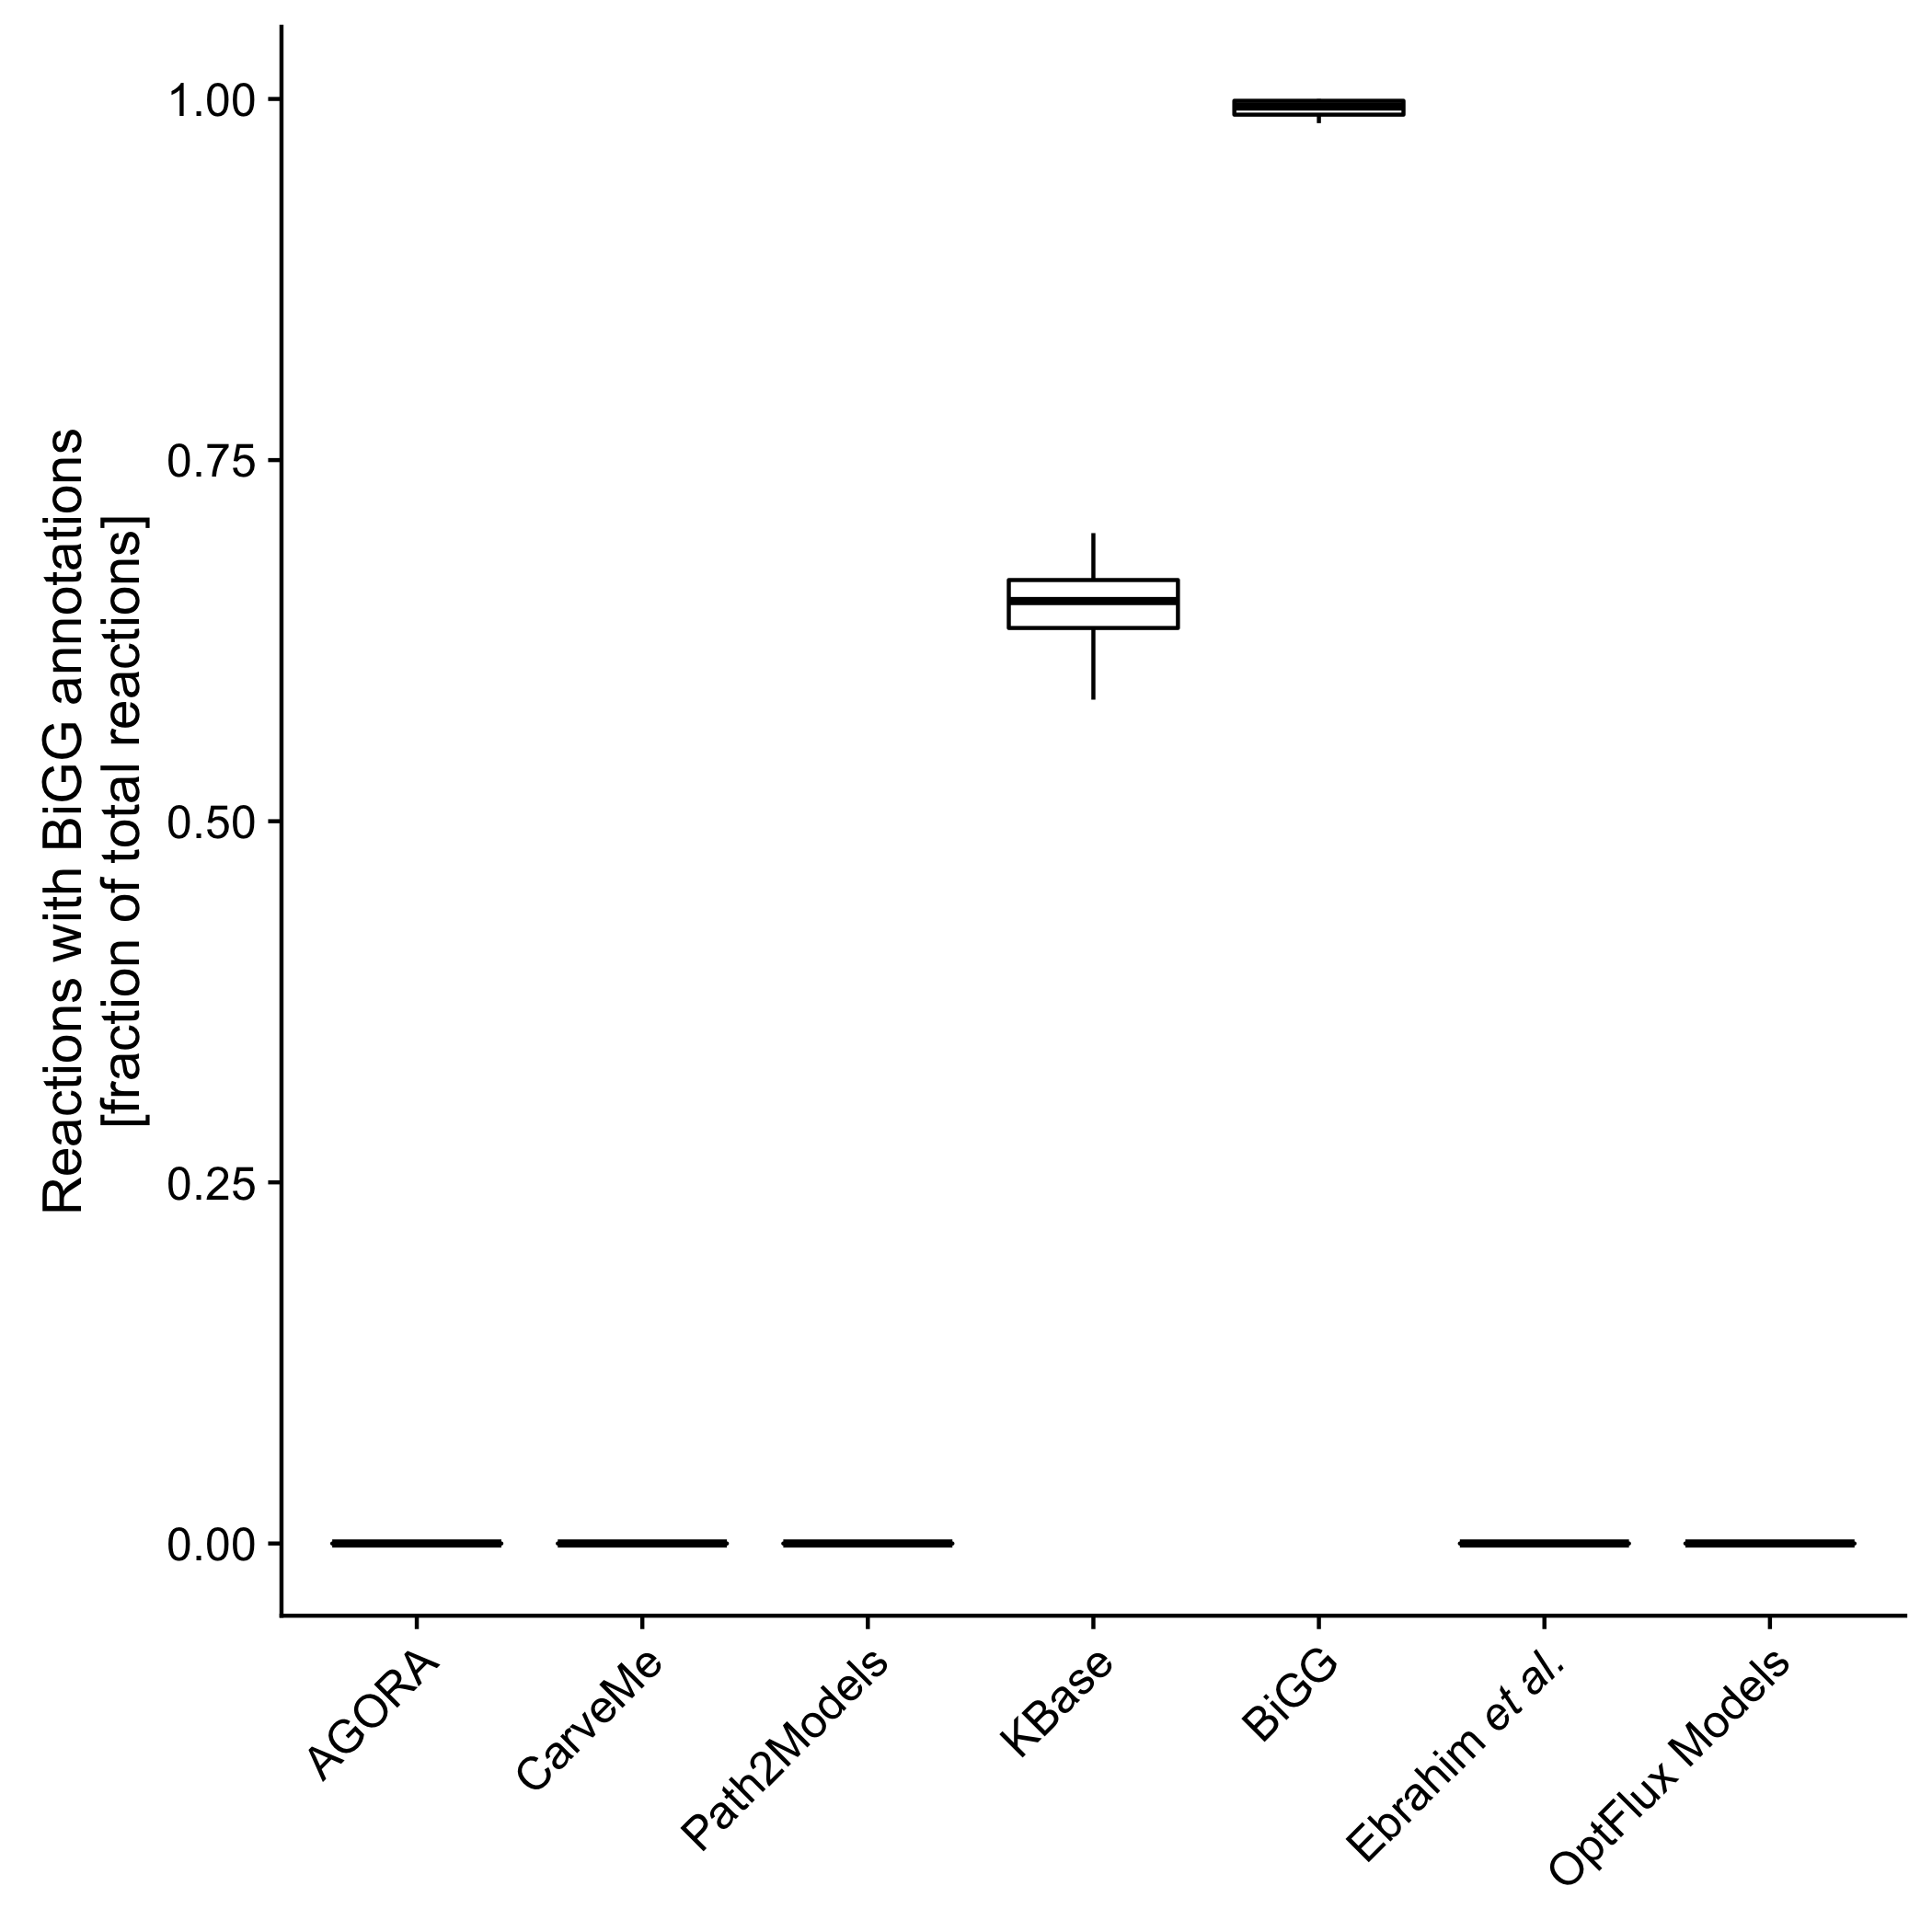 Reactions with BiGG annotations
[fraction of total reactions]
1.00
0.75
0.50
0.25
0.00
AGORA
CarveMe
Path2Models
KBase
BiGG
Ebrahim et al.
OptFlux Models